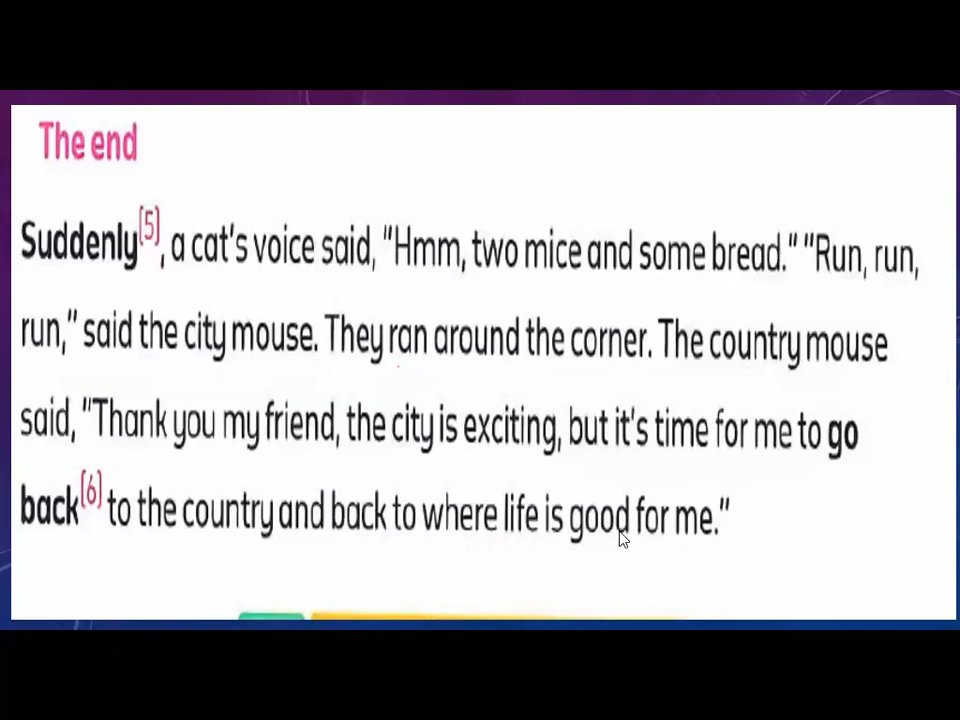 The end
Suddenly(5), a cat's voice said, "Hmm, two mice and some bread." "Run, run,
run," said the city mouse. They ran around the corner. The country mouse
said, "Thank you my friend, the city is exciting, but it's time for me to go
back(6) to the country and back to where life is good for me."